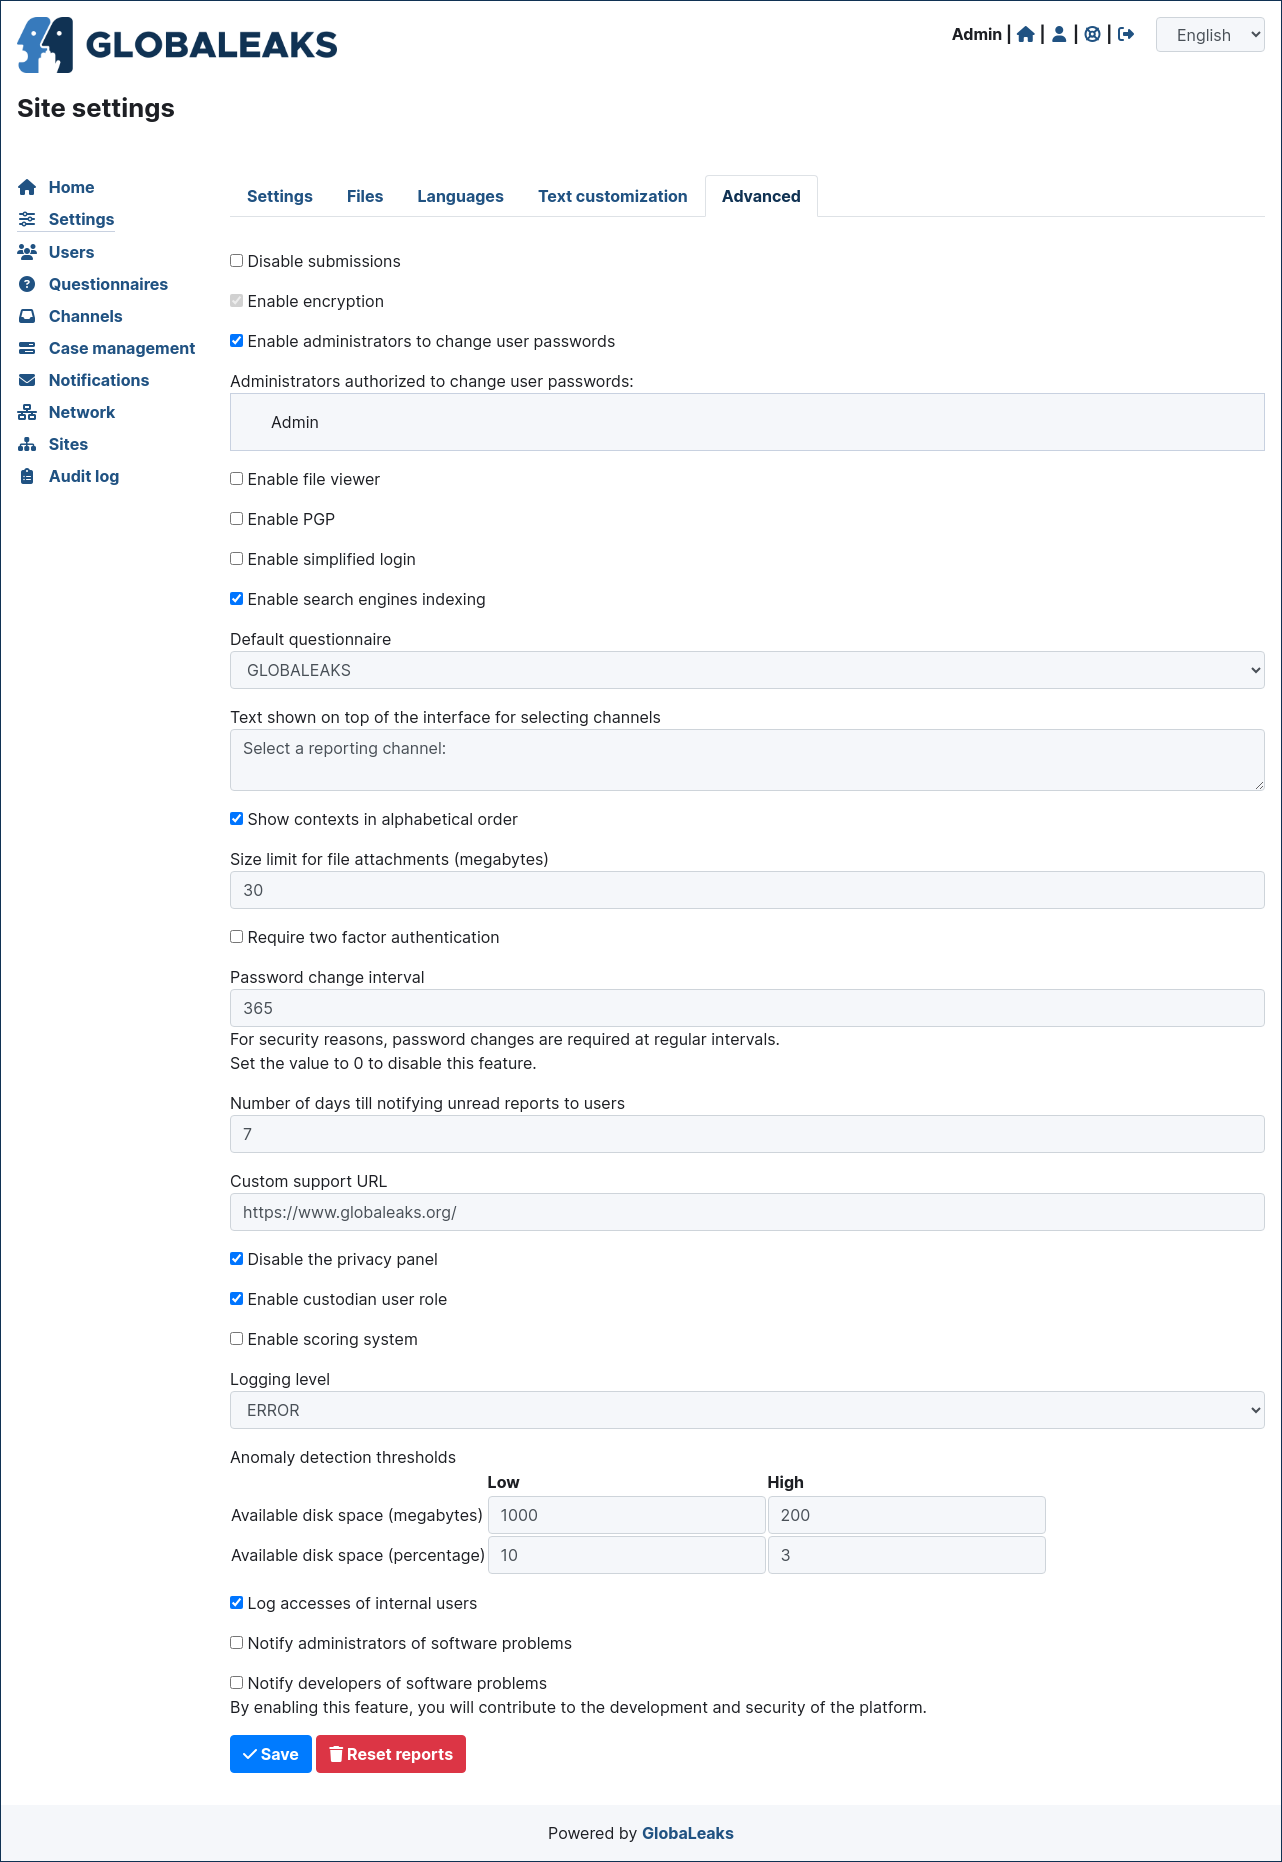 GLOBALEAKS
Admin | | | |
English
Site settings
Home
Settings
Users
Questionnaires
Channels
Case management
Notifications
Network
Sites
Audit log
Settings Files Languages Text customization Advanced
Disable submissions
Enable encryption
Enable administrators to change user passwords
Administrators authorized to change user passwords:
Admin
Enable file viewer
Enable PGP
Enable simplified login
Enable search engines indexing
Default questionnaire
GLOBALEAKS
Text shown on top of the interface for selecting channels
Select a reporting channel:
Show contexts in alphabetical order
Size limit for file attachments (megabytes)
30
Require two factor authentication
Password change interval
365
For security reasons, password changes are required at regular intervals.
Set the value to 0 to disable this feature.
Number of days till notifying unread reports to users
7
Custom support URL
https://www.globaleaks.org/
Disable the privacy panel
Enable custodian user role
Enable scoring system
Logging level
ERROR
Anomaly detection thresholds
Low High
Available disk space (megabytes) 1000 200
Available disk space (percentage) 10 3
Log accesses of internal users
Notify administrators of software problems
Notify developers of software problems
By enabling this feature, you will contribute to the development and security of the platform.
Save Reset reports
Powered by GlobaLeaks